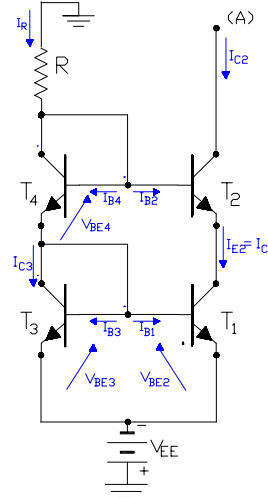 (A)
IR
R
IC2
T4
IB4
IB2
T2
VBE4
IE2=IC
IC3
T3
IB3
IB1
T1
VBE3
VBE2
-
VEE
+